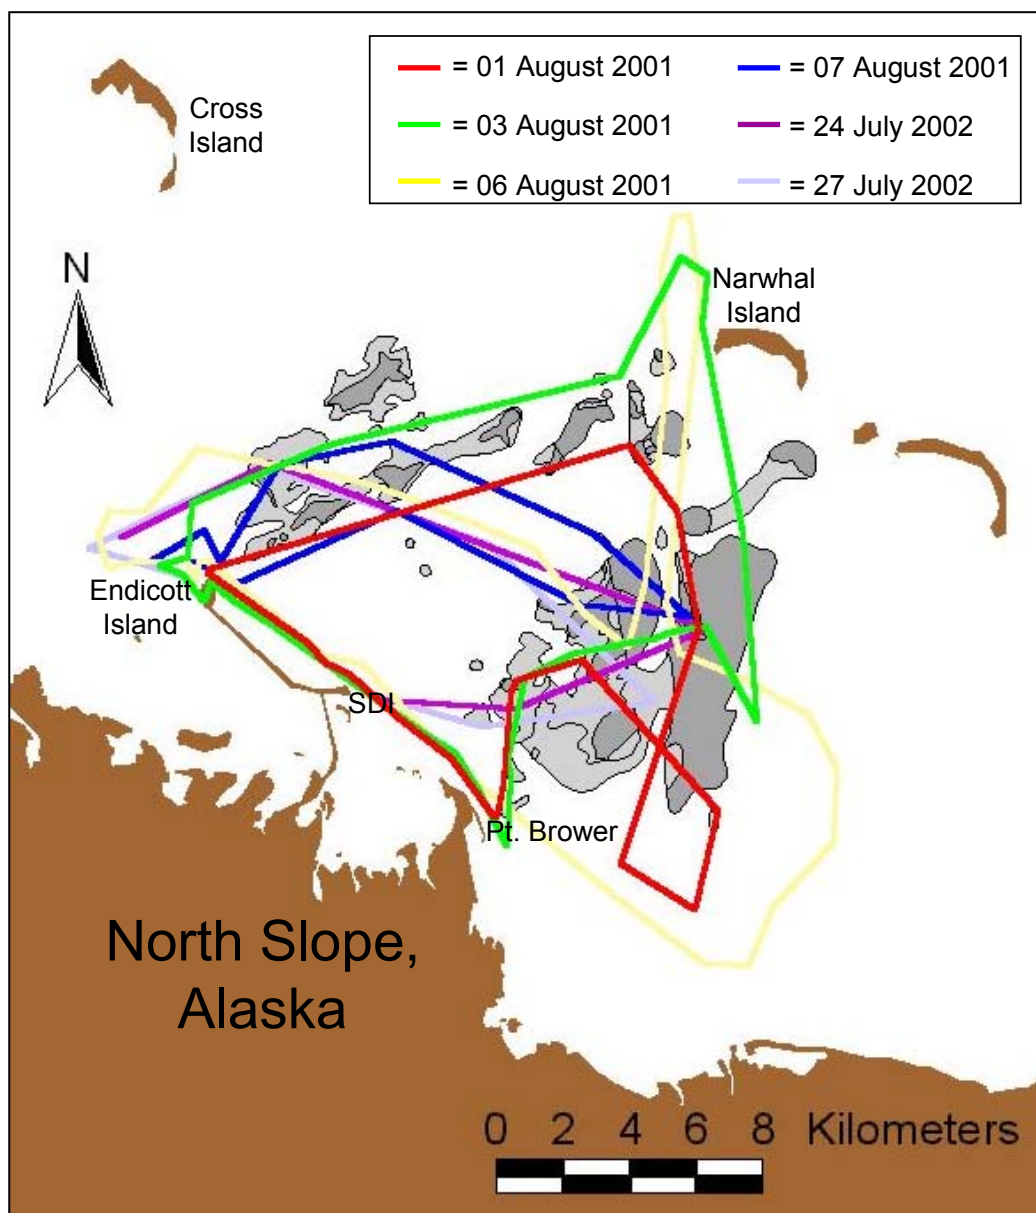 = 01 August 2001
= 07 August 2001
= 03 August 2001
= 24 July 2002
= 06 August 2001
= 27 July 2002
Cross
Island
N
Narwhal
Island
Endicott
Island
SDI
Pt. Brower
North Slope,
Alaska
0 2 4 6 8 Kilometers